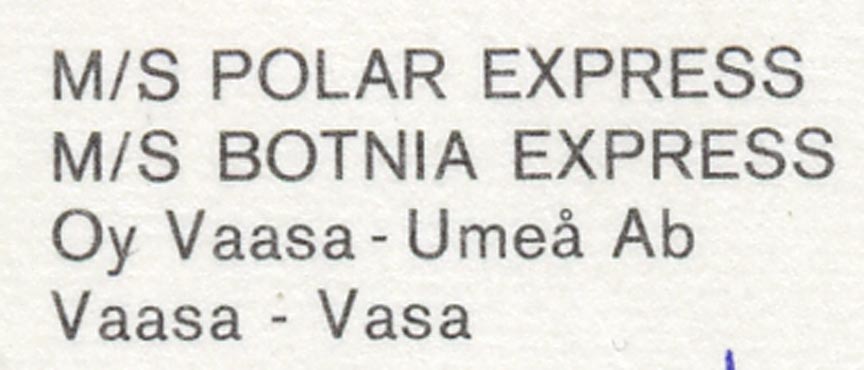 M/S POLAR EXPRESS
M/S BOTNIA EXPRESS
Oy Vaasa - Umeå Ab
Vaasa - Vasa